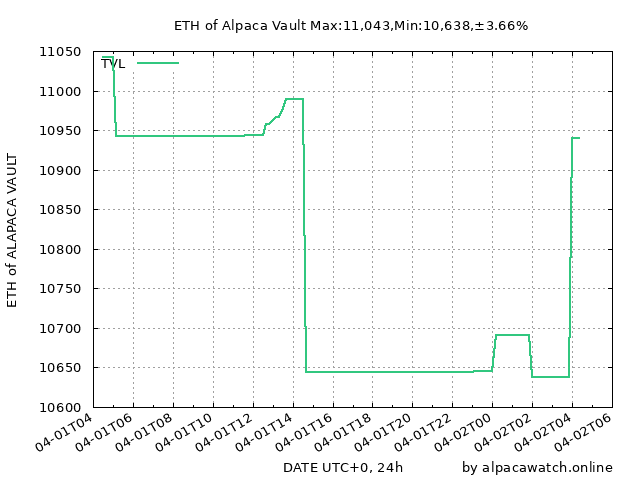 ETH of Alpaca Vault Max:11,043,Min:10,638,±3.66%
ETH of ALAPACA VAULT
TVL
11050
11000
10950
10900
10850
10800
10750
10700
10650
10600
04-01T04
04-01T06
04-01T08
04-01T10
04-01T12
04-01T14
04-01T16
04-01T18
04-01T20
04-01T22
04-02T00
04-02T02
04-02T04
04-02T06
DATE UTC+0, 24h
by alpacawatch.online